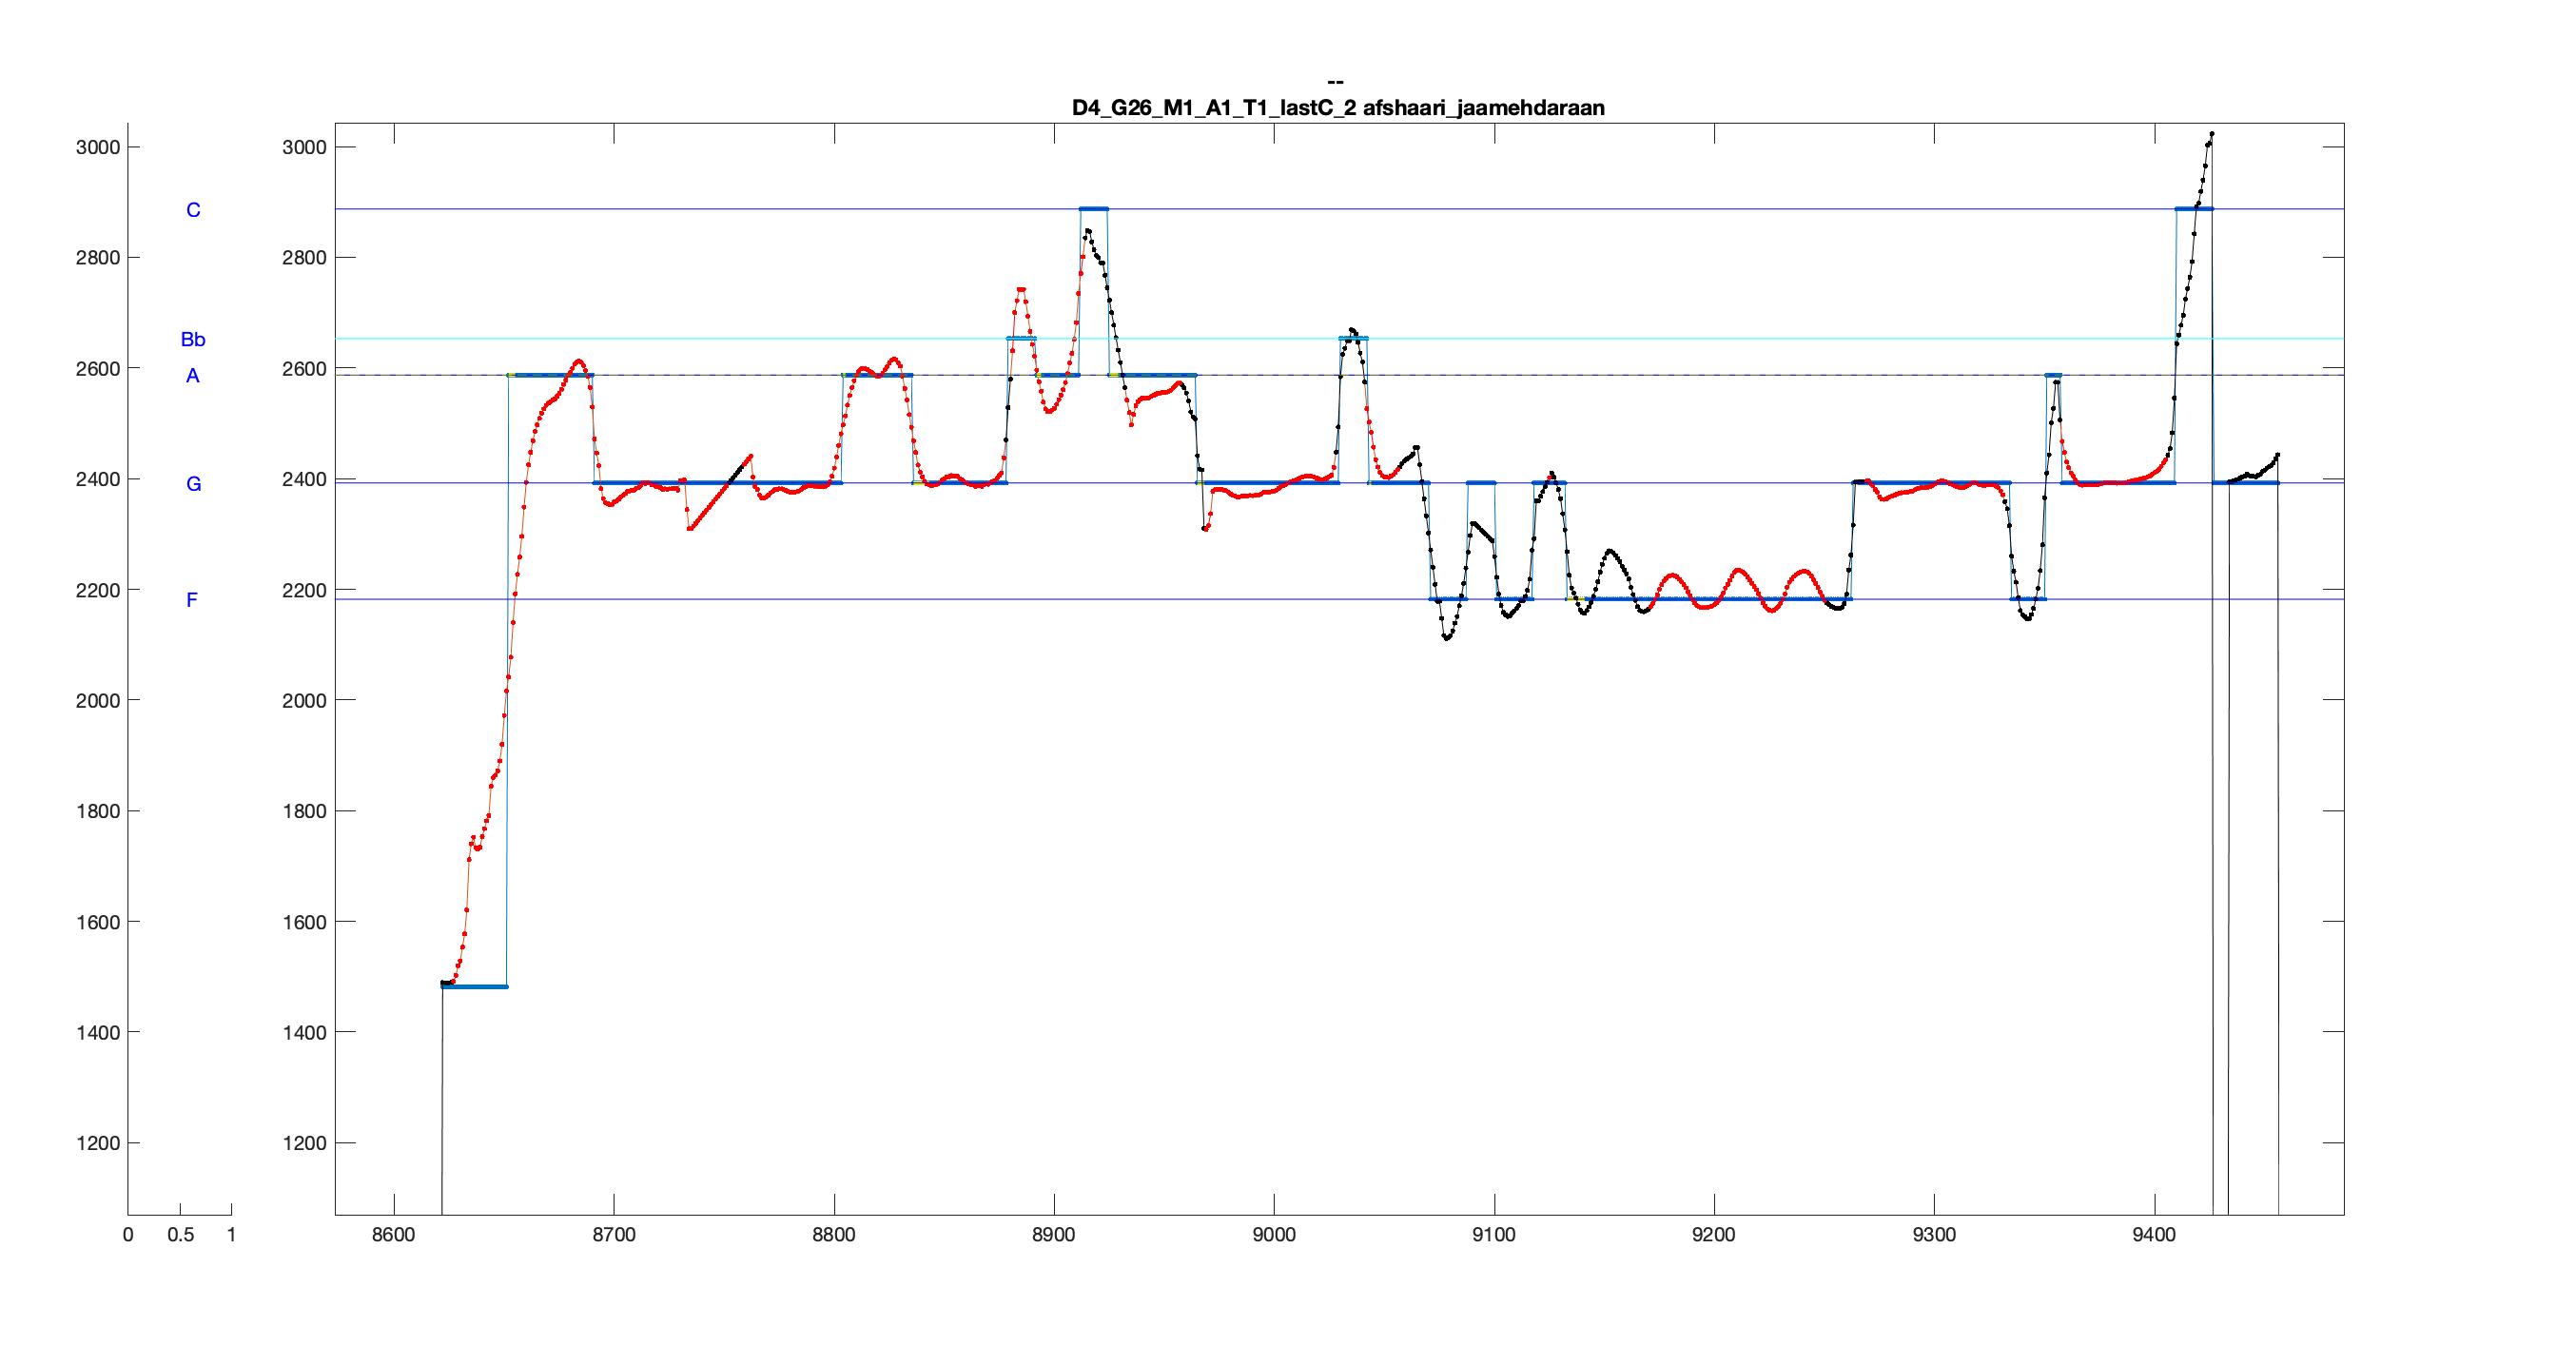 --
D4_G26_M1_A1_T1_lastC_2 afshaari_jaamehdaraan
3000 3000
C
2800 2800
Bb
2600 2600
A
G
2400 2400
2200 2200
F
2000 2000
1800 1800
1600 1600
1400 1400
1200 1200
0 0.5 1 8600 8700 8800 8900 9000 9100 9200 9300 9400